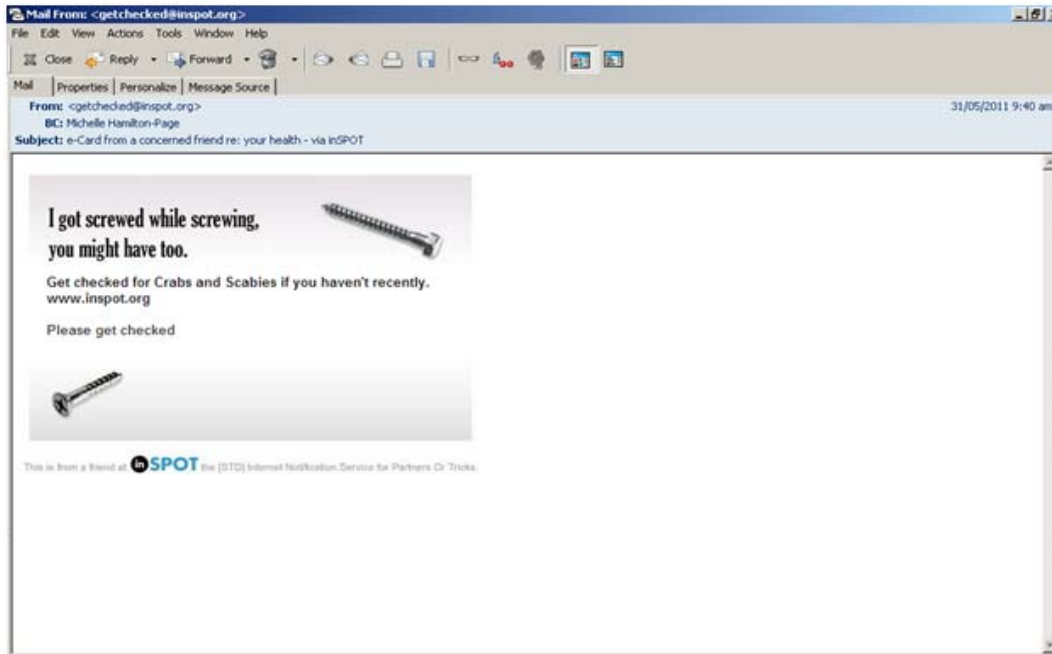 Mail From: <getchecked@inspot.org>
File Edit View Actions Tools Window Help
Close Reply Forward
Mail Properties Personalize Message Source
From: <getchecked@inspot.org> 31/05/2011 9:40 am
BC: Michelle Hamilton-Page
Subject: e-Card from a concerned friend re: your health - via inSPOT
I got screwed while screwing,
you might have too.
Get checked for Crabs and Scabies if you haven't recently.
www.inspot.org
Please get checked
This is from a friend at inSPOT the [STD] Internet Notification Service for Partners Or Tricks.